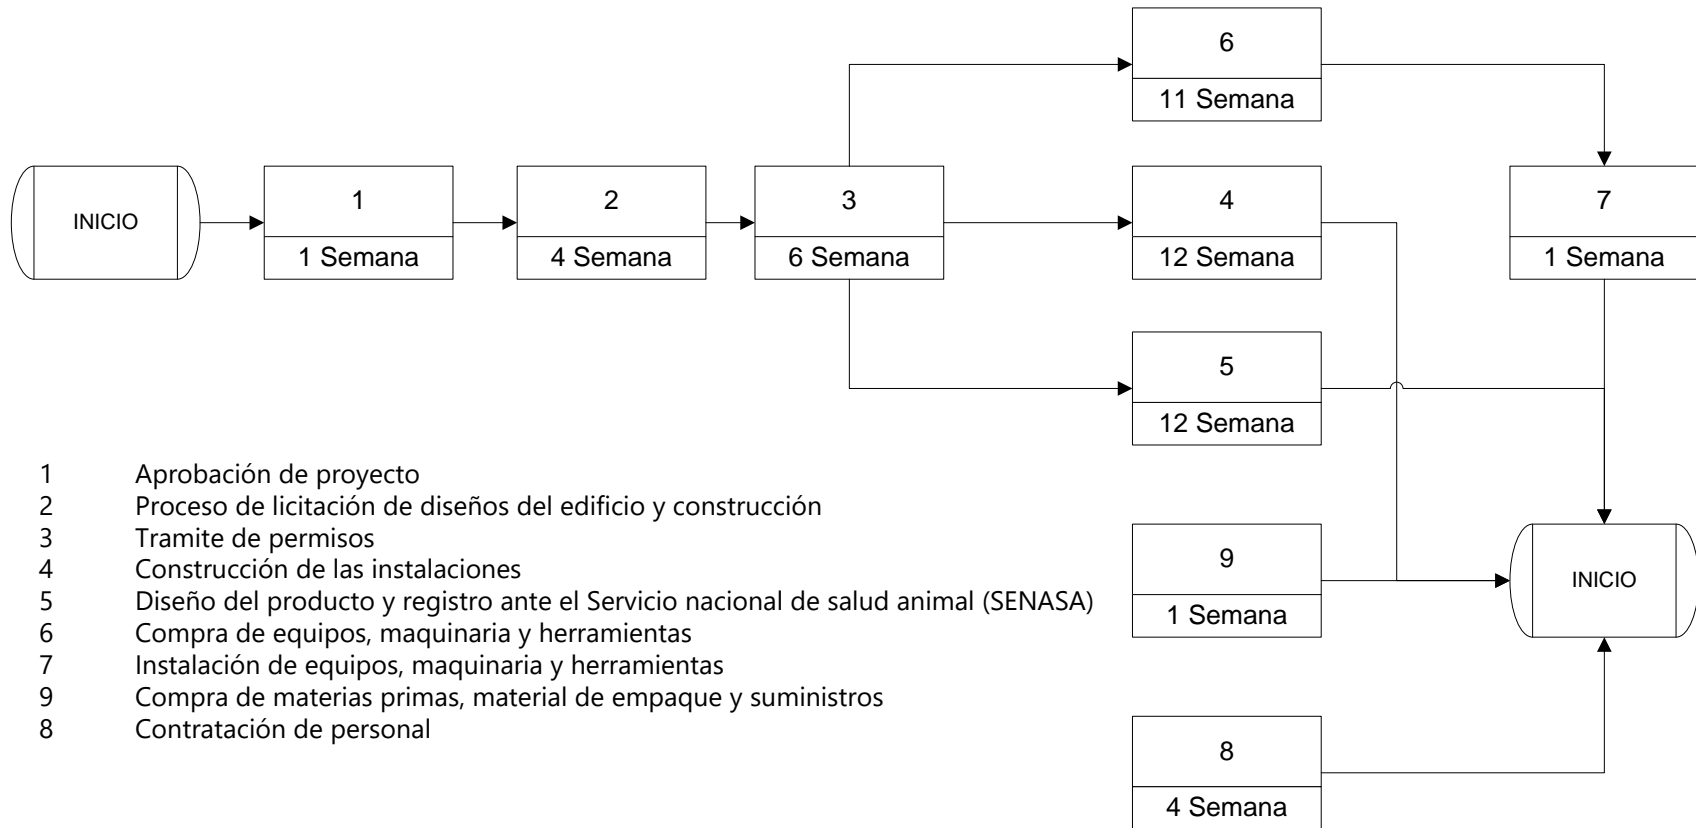 6
11 Semana
INICIO
1
1 Semana
2
4 Semana
3
6 Semana
4
12 Semana
7
1 Semana
5
12 Semana
1 Aprobación de proyecto
2 Proceso de licitación de diseños del edificio y construcción
3 Tramite de permisos
4 Construcción de las instalaciones
5 Diseño del producto y registro ante el Servicio nacional de salud animal (SENASA)
6 Compra de equipos, maquinaria y herramientas
7 Instalación de equipos, maquinaria y herramientas
9 Compra de materias primas, material de empaque y suministros
8 Contratación de personal
9
1 Semana
INICIO
8
4 Semana